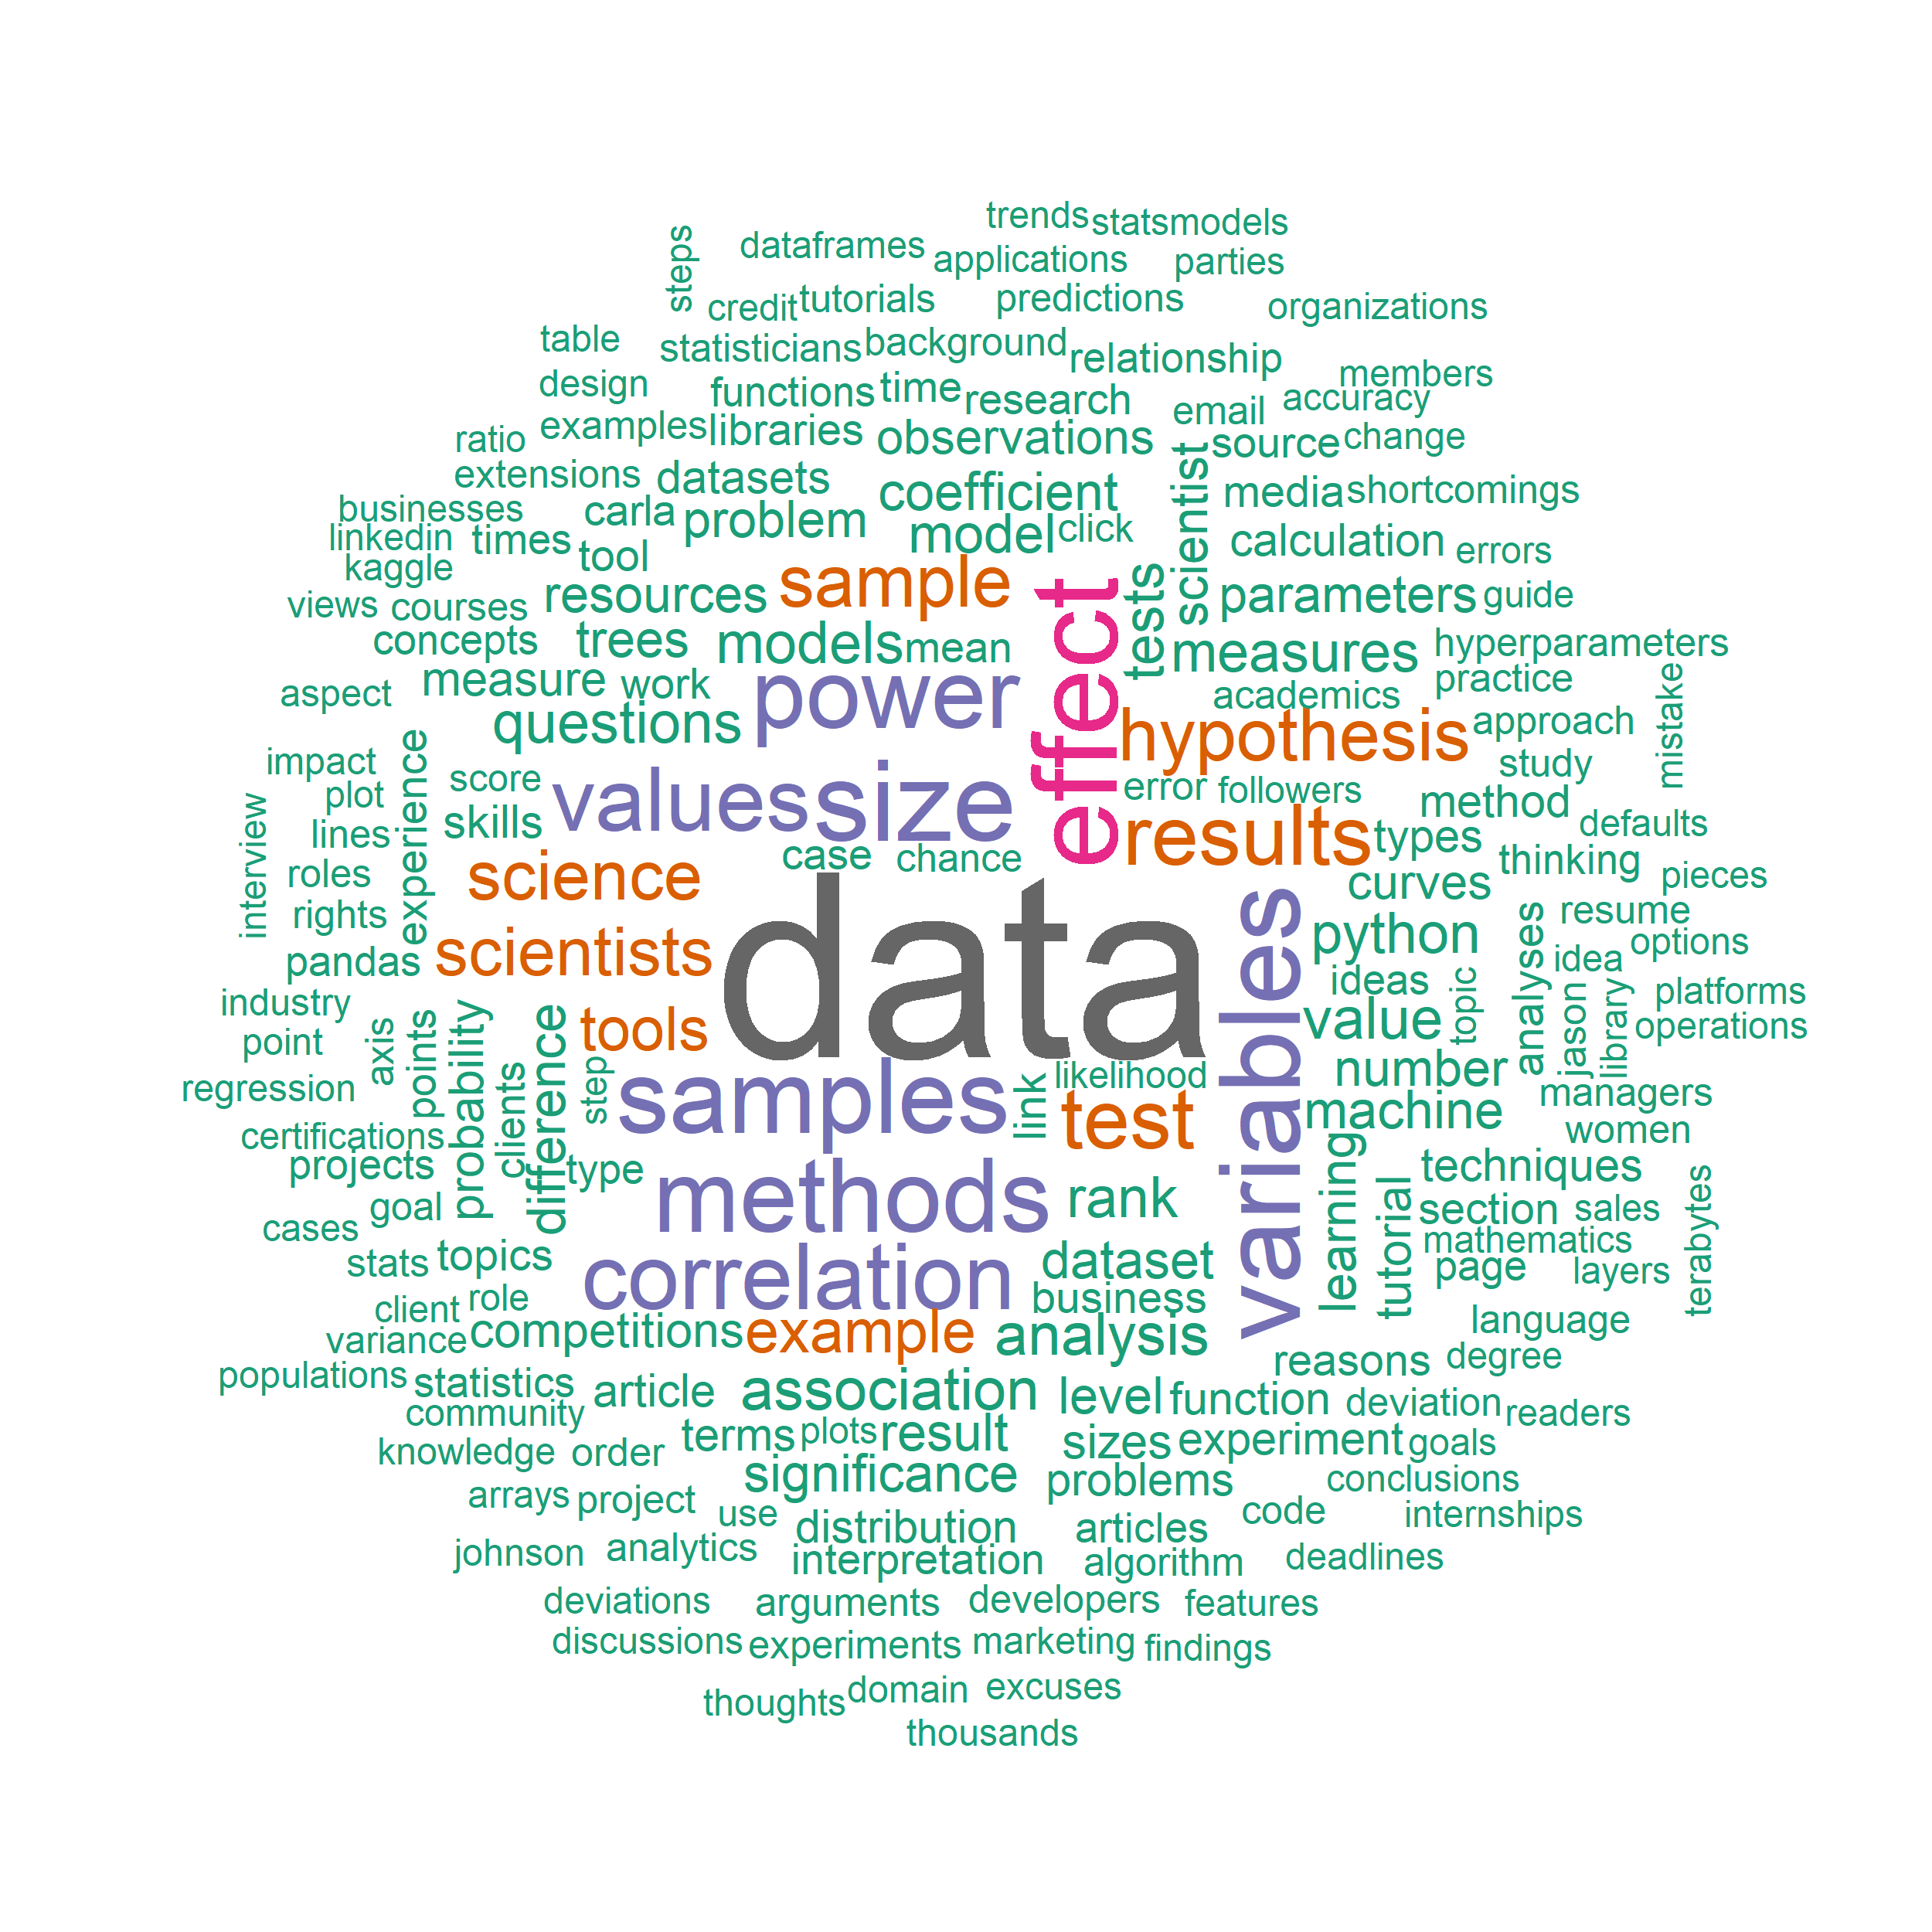 trends
statsmodels
steps
dataframes
applications
parties
credit
tutorials
predictions
organizations
table
statisticians
background
relationship
design
functions
time
research
members
accuracy
email
ratio
examples
libraries
observations
source
change
extensions
datasets
coefficient
scientist
media
shortcomings
businesses
carla
problem
model
click
calculation
errors
linkedin
times
tool
kaggle
sample
views
courses
resources
effect
tests
parameters
guide
concepts
trees
models
mean
measures
hyperparameters
aspect
measure
work
power
academics
practice
mistake
questions
hypothesis
approach
impact
experience
score
values
size
error
followers
study
plot
method
interview
lines
skills
results
types
defaults
case
chance
thinking
roles
science
curves
pieces
rights
data
variables
python
analyses
resume
pandas
scientists
ideas
topic
idea
options
industry
platforms
point
axis
points
probability
difference
tools
value
jason
library
operations
regression
clients
step
samples
link
likelihood
number
managers
certifications
test
machine
women
projects
type
methods
rank
learning
tutorial
techniques
goal
section
sales
terabytes
cases
mathematics
stats
topics
correlation
dataset
page
layers
client
role
business
language
variance
competitions
example
analysis
reasons
degree
populations
statistics
article
association
level
function
deviation
readers
community
terms
plots
result
sizes
experiment
goals
knowledge
order
significance
problems
conclusions
arrays
project
use
distribution
articles
code
internships
johnson
analytics
interpretation
algorithm
deadlines
deviations
arguments
developers
features
discussions
experiments
marketing
findings
thoughts
domain
excuses
thousands